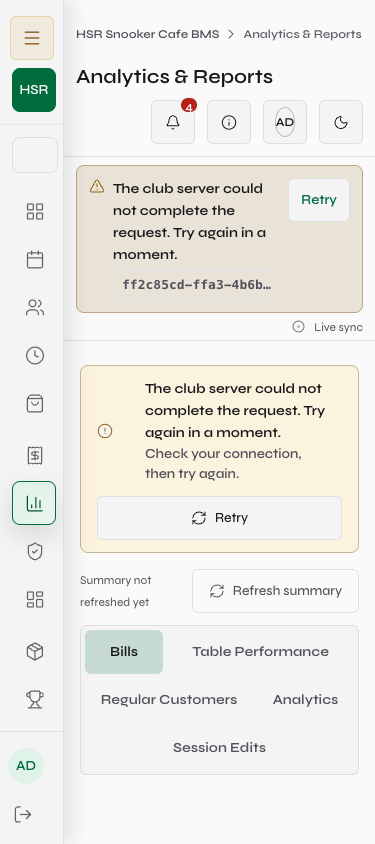 HSR Snooker Cafe BMS > Analytics & Reports
HSR
Analytics & Reports
4
AD
The club server could
not complete the
request. Try again in a
moment.
Retry
ff2c85cd-ffa3-4b6b…
Live sync
The club server could not
complete the request. Try
again in a moment.
Check your connection,
then try again.
Retry
Summary not
refreshed yet
Refresh summary
Bills
Table Performance
Regular Customers
Analytics
Session Edits
AD